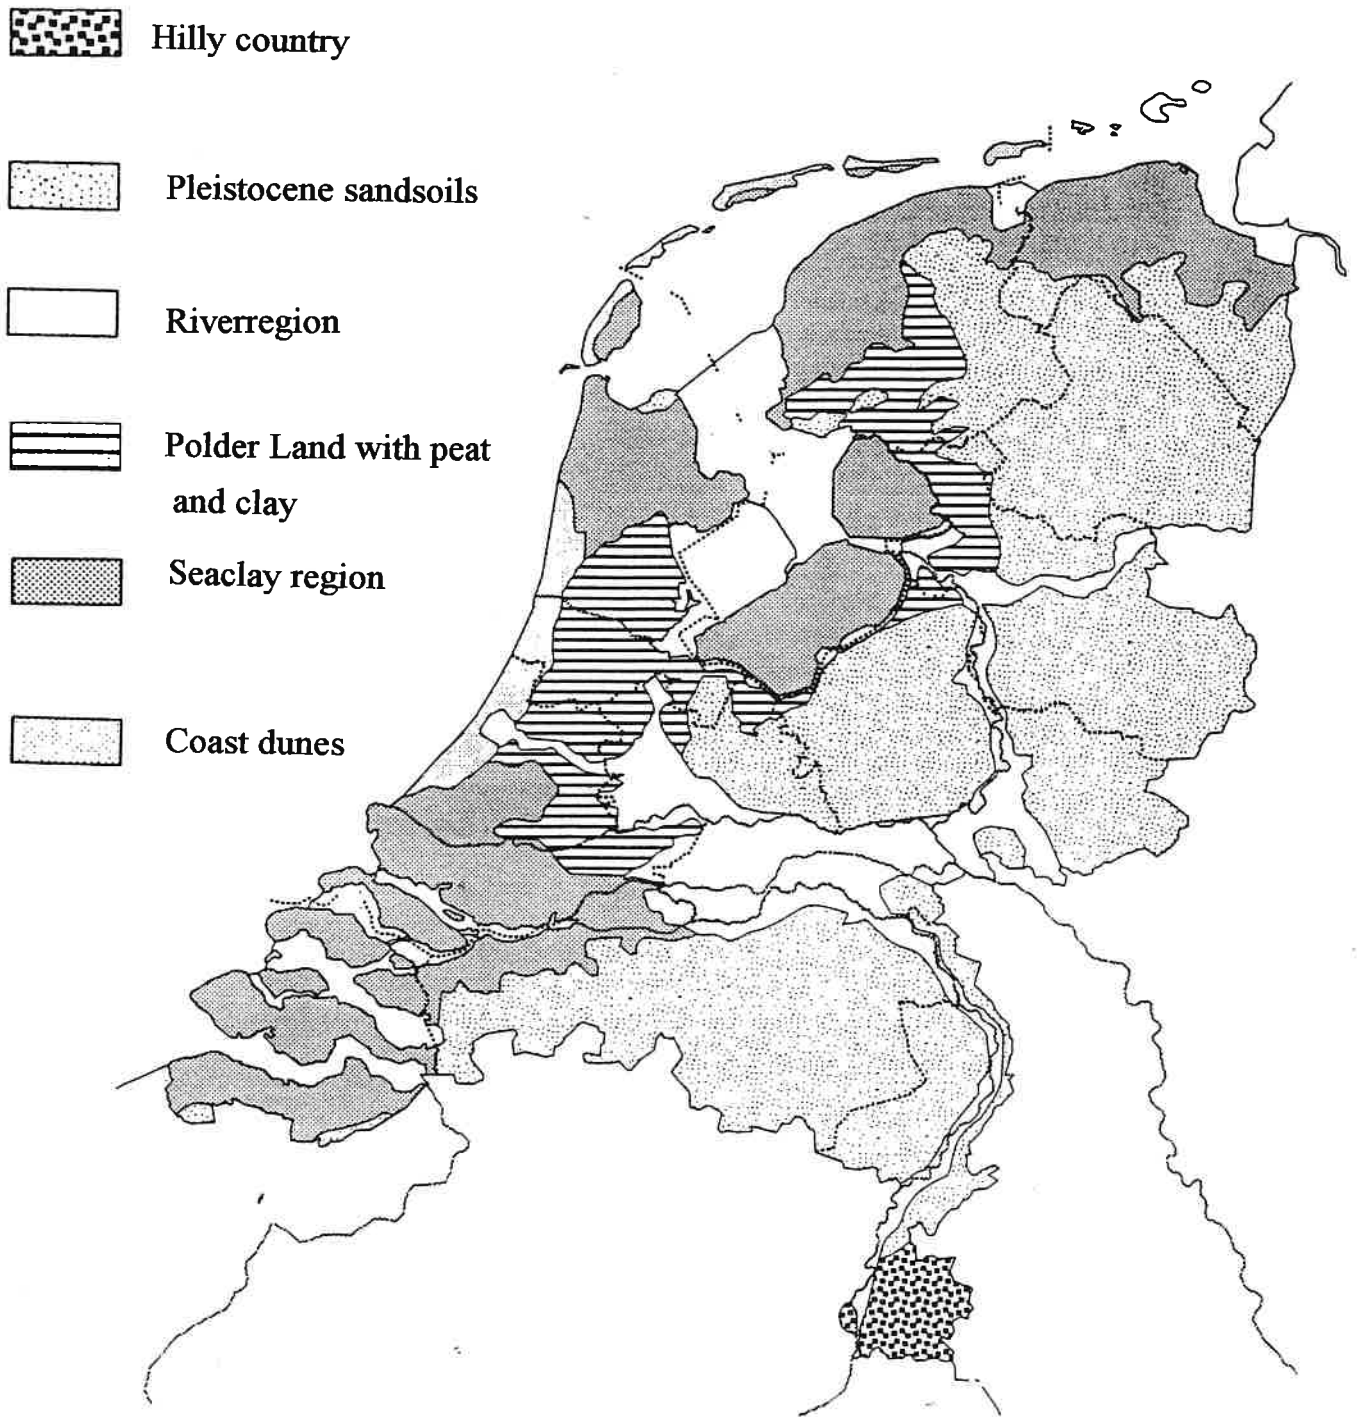 Hilly country
Pleistocene sandsoils
Riverregion
Polder Land with peat
and clay
Seaclay region
Coast dunes